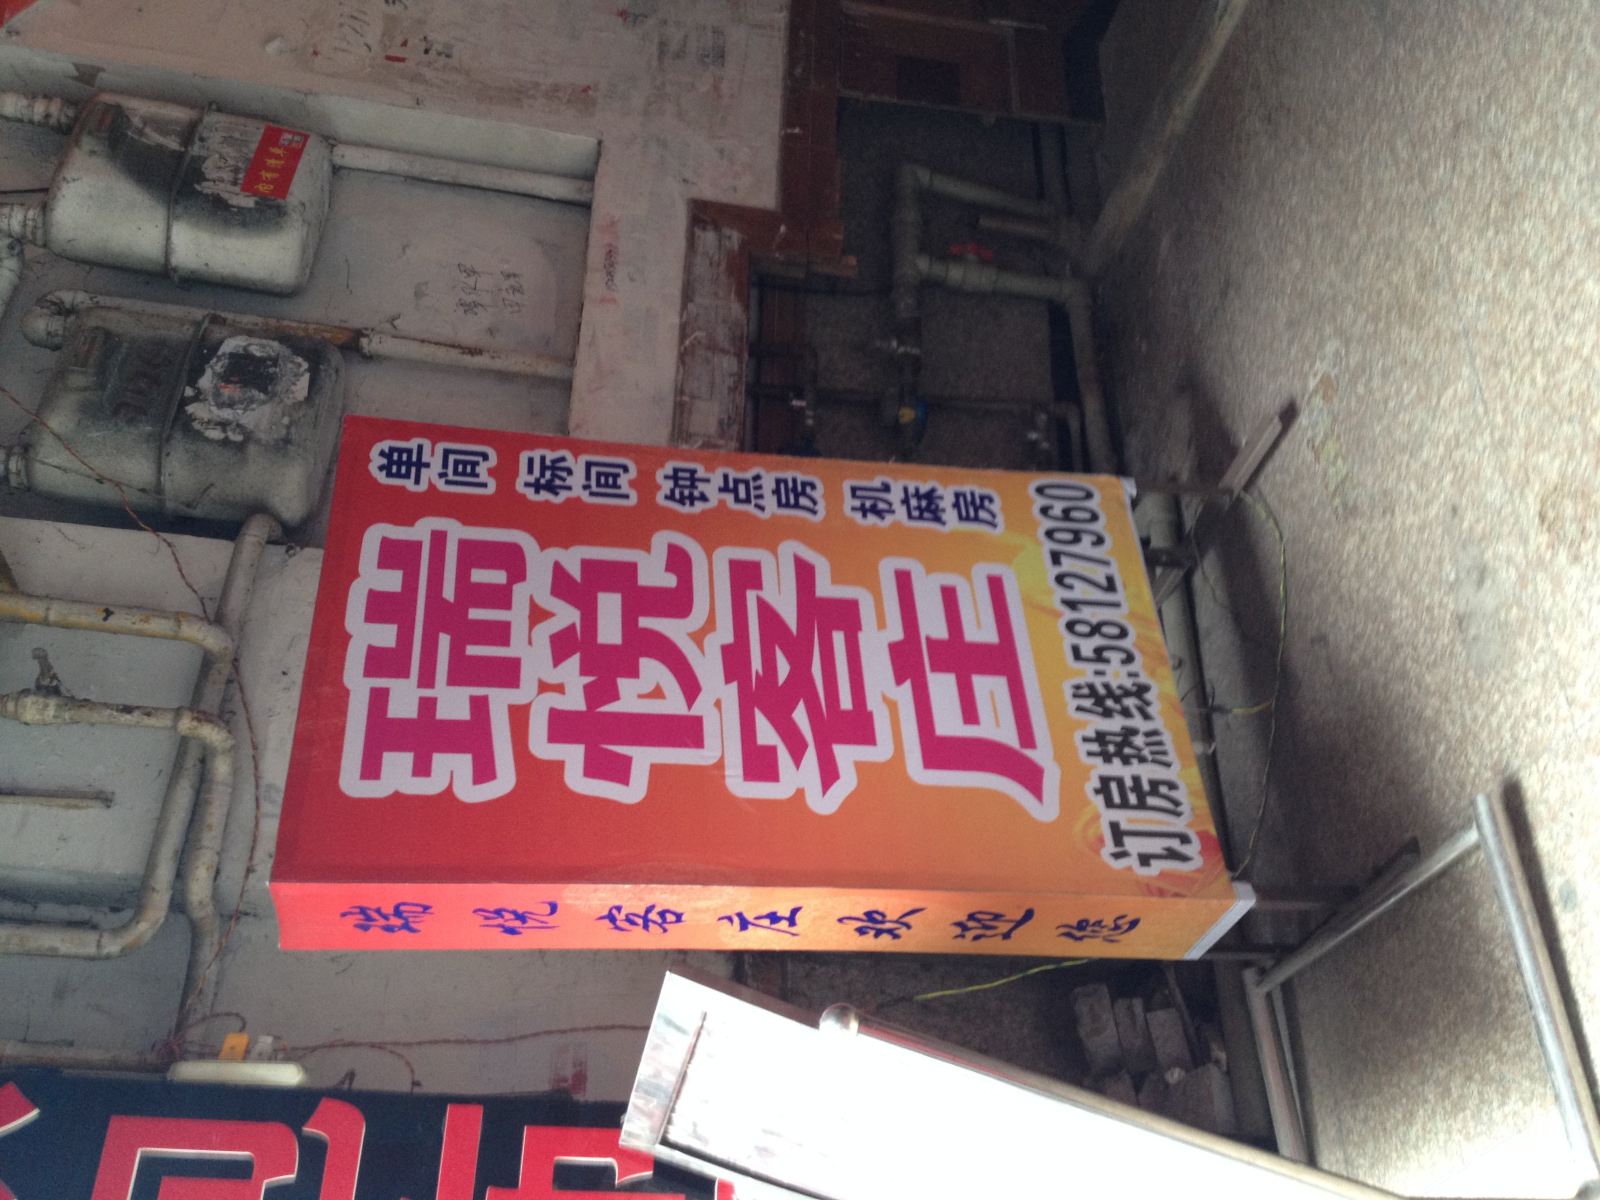 单间 标间 钟点房 机麻房
瑞悦客庄
订房热线:58127960
瑞悦客庄欢迎您